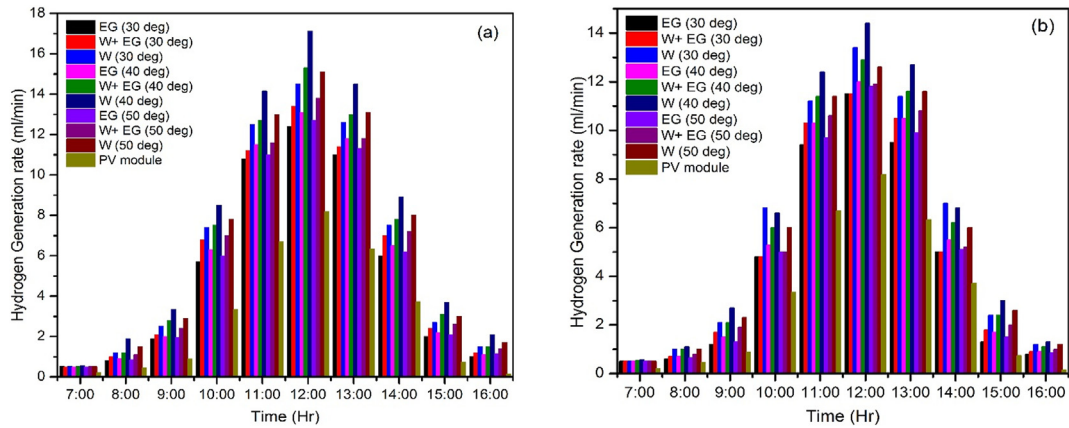 (a)
EG (30 deg)
W+ EG (30 deg)
W (30 deg)
EG (40 deg)
W+ EG (40 deg)
W (40 deg)
EG (50 deg)
W+ EG (50 deg)
W (50 deg)
PV module
Hydrogen Generation rate (ml/min)
18
16
14
12
10
8
6
4
2
0
7:00 8:00 9:00 10:00 11:00 12:00 13:00 14:00 15:00 16:00
Time (Hr)
(b)
EG (30 deg)
W+ EG (30 deg)
W (30 deg)
EG (40 deg)
W+ EG (40 deg)
W (40 deg)
EG (50 deg)
W+ EG (50 deg)
W (50 deg)
PV module
Hydrogen Generation rate (ml/min)
14
12
10
8
6
4
2
0
7:00 8:00 9:00 10:00 11:00 12:00 13:00 14:00 15:00 16:00
Time (Hr)